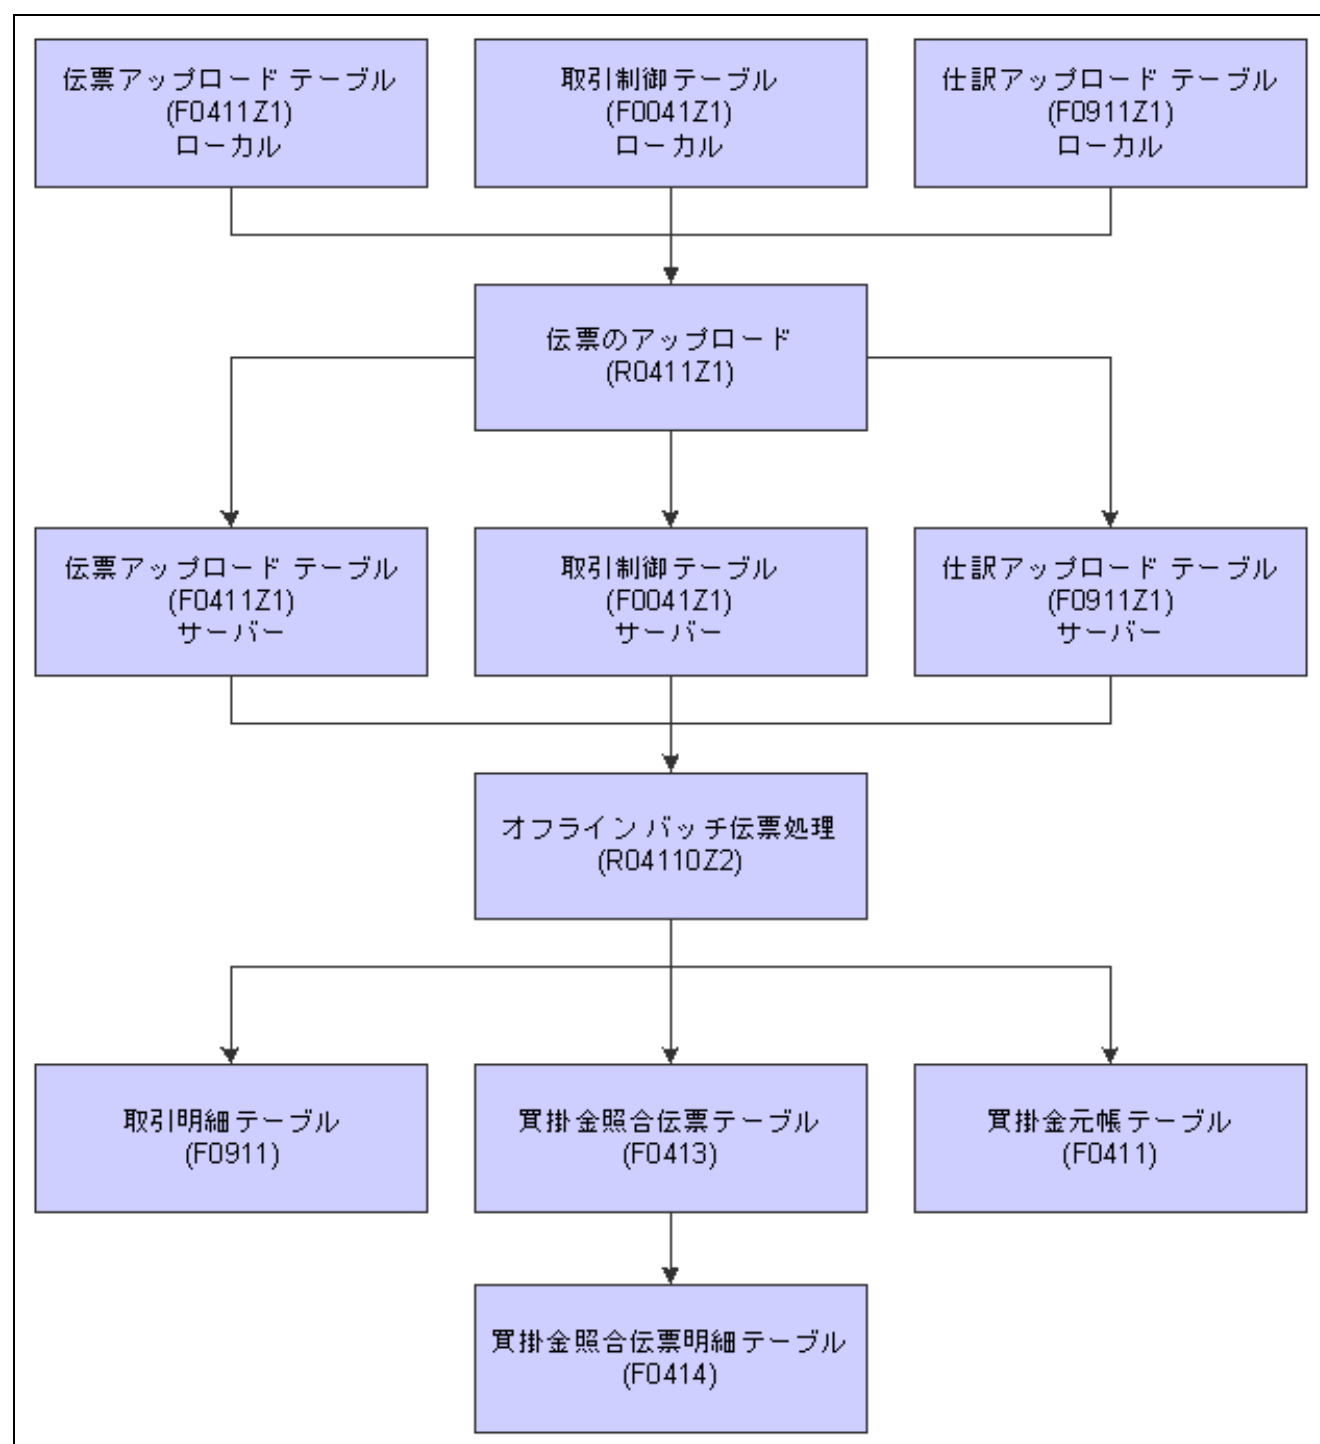 伝票アップロード テーブル
(F0411Z1)
ローカル
取引制御テーブル
(F0041Z1)
ローカル
仕訳アップロード テーブル
(F0911Z1)
ローカル
伝票のアップロード
(R0411Z1)
伝票アップロード テーブル
(F0411Z1)
サーバー
取引制御テーブル
(F0041Z1)
サーバー
仕訳アップロード テーブル
(F0911Z1)
サーバー
オフライン バッチ伝票処理
(R04110Z2)
取引明細テーブル
(F0911)
買掛金照合伝票テーブル
(F0413)
買掛金元帳テーブル
(F0411)
買掛金照合伝票明細テーブル
(F0414)